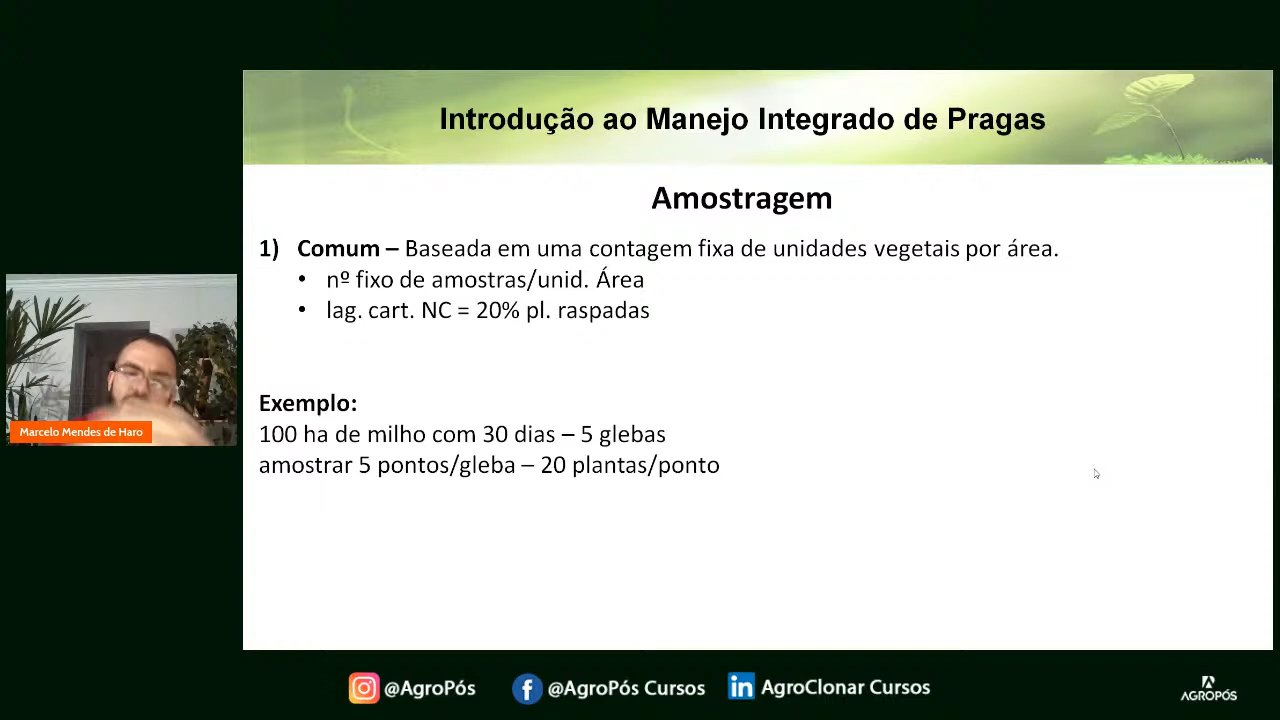 Introdução ao Manejo Integrado de Pragas
Amostragem
1) Comum – Baseada em uma contagem fixa de unidades vegetais por área.
• nº fixo de amostras/unid. Área
• lag. cart. NC = 20% pl. raspadas
Exemplo:
100 ha de milho com 30 dias – 5 glebas
amostrar 5 pontos/gleba – 20 plantas/ponto
Marcelo Mendes de Haro
@AgroPós
@AgroPós Cursos
AgroClonar Cursos
AGROPÓS